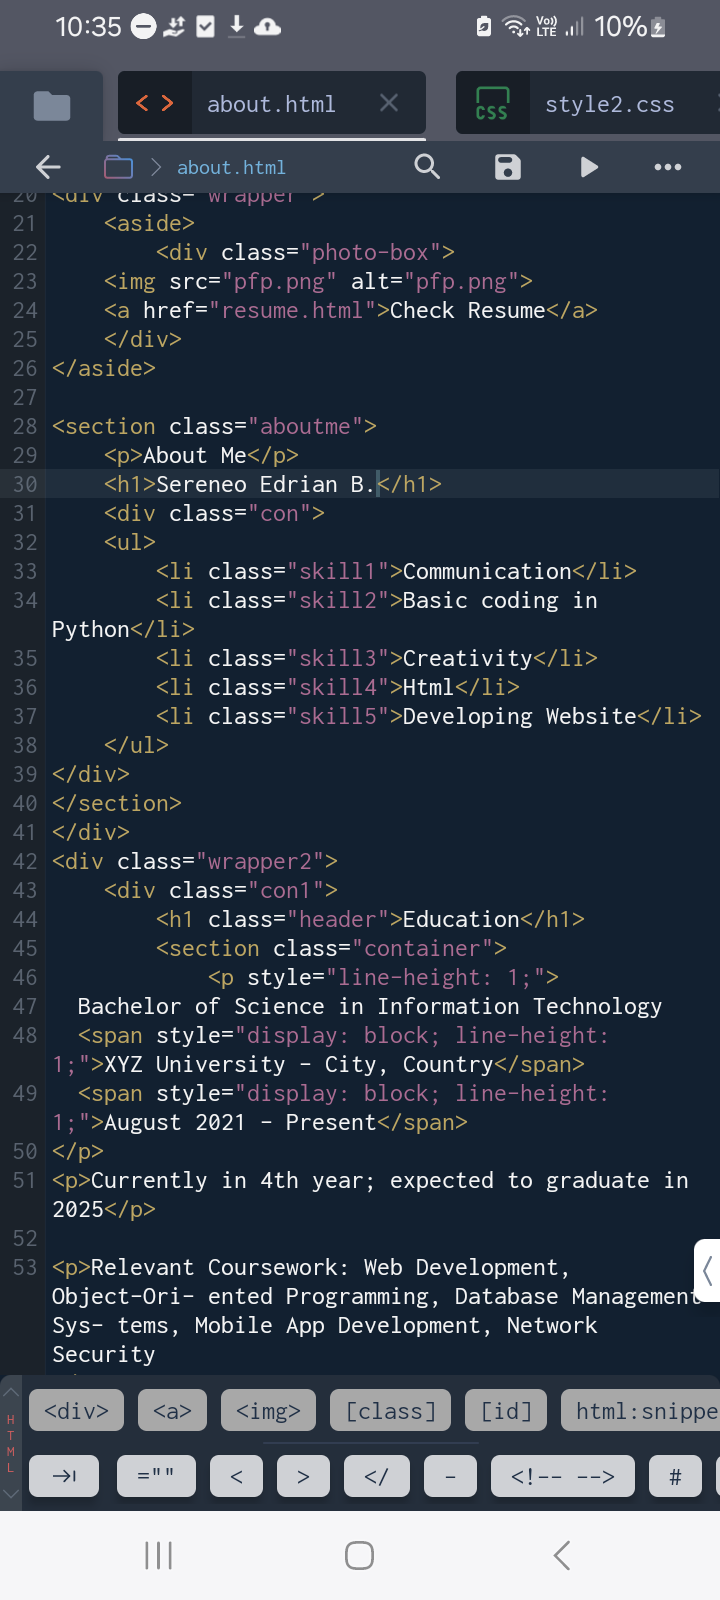 10:35 Vo) LTE 10%
< > about.html × CSS style2.css
about.html
20 <div class="wrapper">
21 <aside>
22 <div class="photo-box">
23 <img src="pfp.png" alt="pfp.png">
24 <a href="resume.html">Check Resume</a>
25 </div>
26 </aside>
27
28 <section class="aboutme">
29 <p>About Me</p>
30 <h1>Sereneo Edrian B.</h1>
31 <div class="con">
32 <ul>
33 <li class="skill1">Communication</li>
34 <li class="skill2">Basic coding in
Python</li>
35 <li class="skill3">Creativity</li>
36 <li class="skill4">Html</li>
37 <li class="skill5">Developing Website</li>
38 </ul>
39 </div>
40 </section>
41 </div>
42 <div class="wrapper2">
43 <div class="con1">
44 <h1 class="header">Education</h1>
45 <section class="container">
46 <p style="line-height: 1;">
47 Bachelor of Science in Information Technology
48 <span style="display: block; line-height:
1;">XYZ University - City, Country</span>
49 <span style="display: block; line-height:
1;">August 2021 - Present</span>
50 </p>
51 <p>Currently in 4th year; expected to graduate in
2025</p>
52
53 <p>Relevant Coursework: Web Development,
Object-Ori- ented Programming, Database Management
Sys- tems, Mobile App Development, Network
Security
HTML
<div> <a> <img> [class] [id] html:snippe
="" < > </ - <!-- --> #